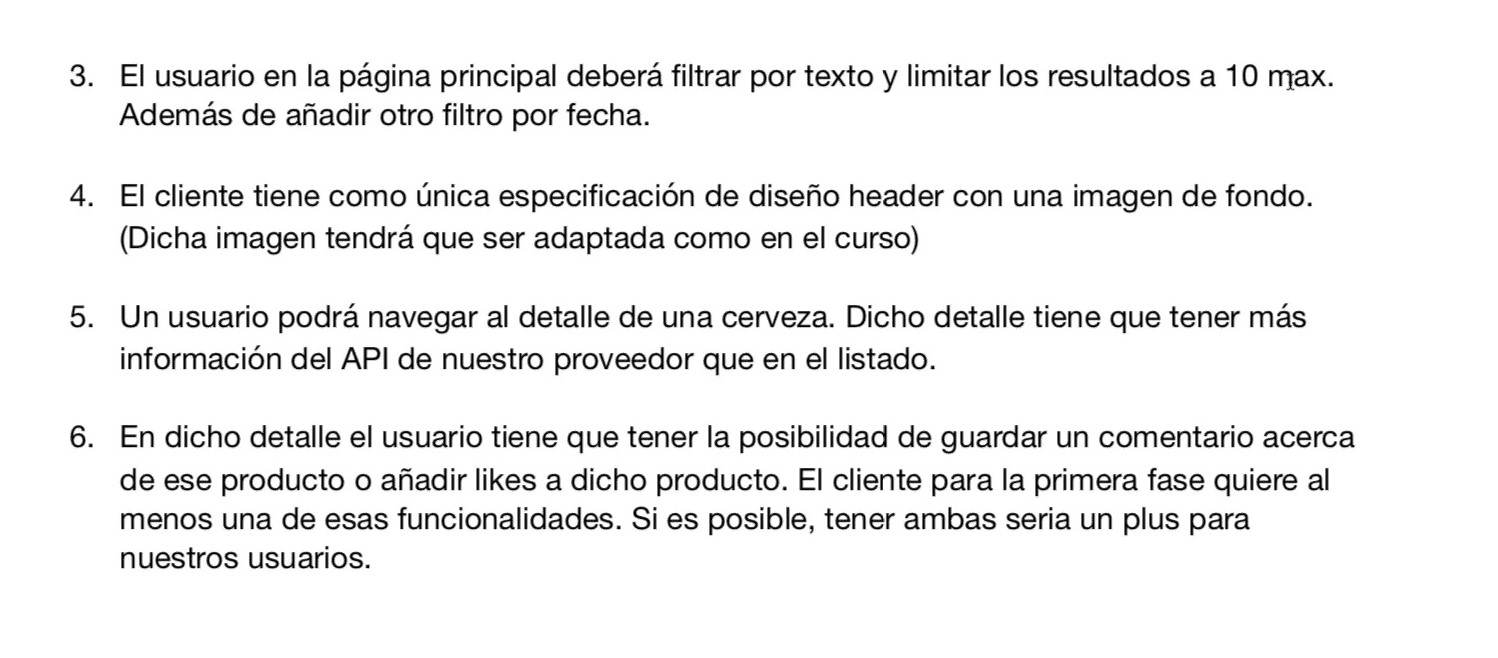 3. El usuario en la página principal deberá filtrar por texto y limitar los resultados a 10 max.
Además de añadir otro filtro por fecha.
4. El cliente tiene como única especificación de diseño header con una imagen de fondo.
(Dicha imagen tendrá que ser adaptada como en el curso)
5. Un usuario podrá navegar al detalle de una cerveza. Dicho detalle tiene que tener más
información del API de nuestro proveedor que en el listado.
6. En dicho detalle el usuario tiene que tener la posibilidad de guardar un comentario acerca
de ese producto o añadir likes a dicho producto. El cliente para la primera fase quiere al
menos una de esas funcionalidades. Si es posible, tener ambas seria un plus para
nuestros usuarios.